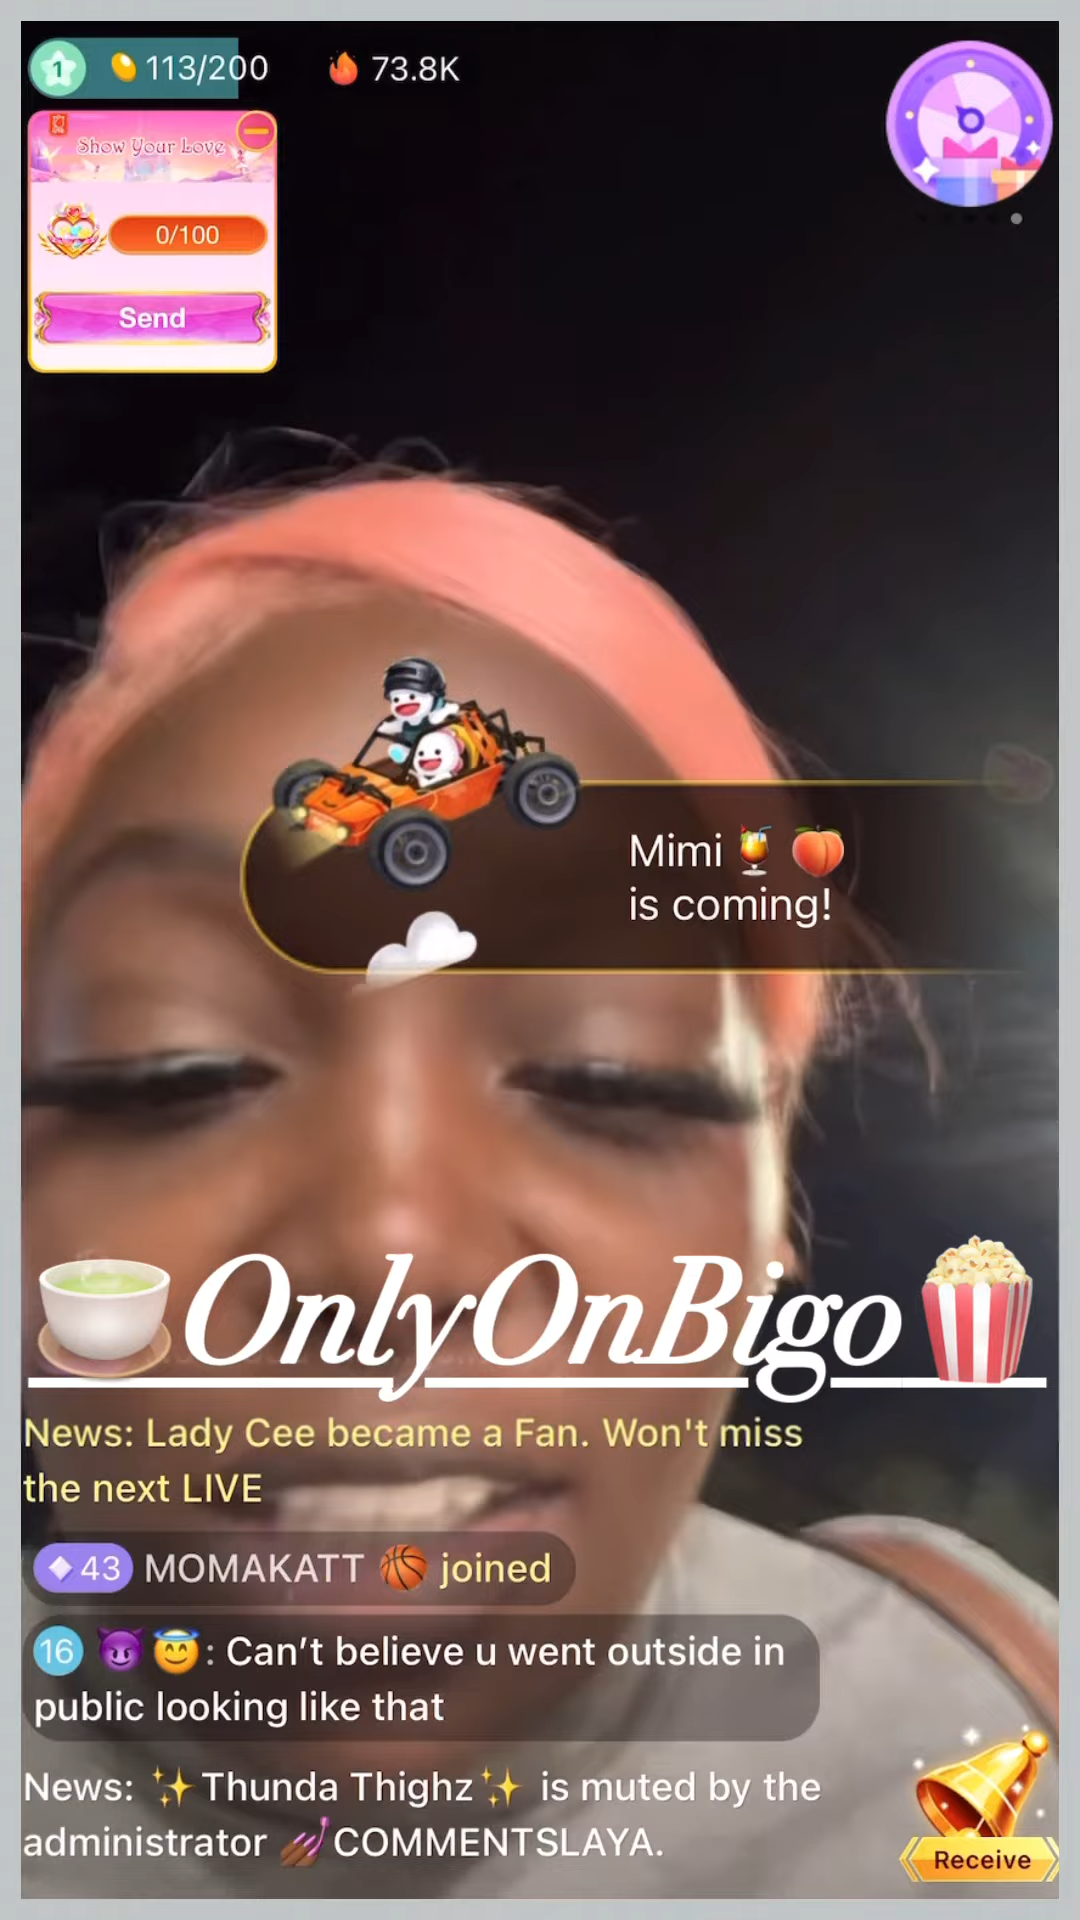 1 113/200 73.8K
Show Your Love
0/100
Send
Mimi🍹🍑
is coming!
🍵OnlyOnBigo🍿
News: Lady Cee became a Fan. Won't miss
the next LIVE
43 MOMAKATT 🏀 joined
16 😈😇: Can’t believe u went outside in
public looking like that
News: ✨Thunda Thighz✨ is muted by the
administrator 💅🏾COMMENTSLAYA.
Receive